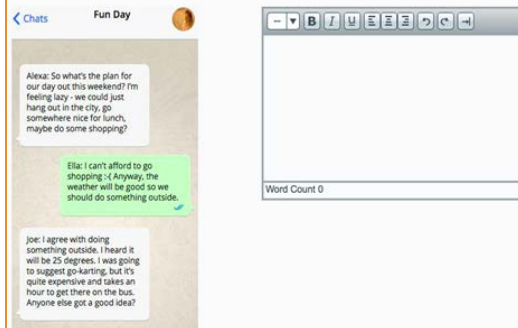 Chats
Fun Day
B I U
Alexa: So what's the plan for
our day out this weekend? I'm
feeling lazy - we could just
hang out in the city, go
somewhere nice for lunch,
maybe do some shopping?
Ella: I can't afford to go
shopping :-( Anyway, the
weather will be good so we
should do something outside.
Joe: I agree with doing
something outside. I heard it
will be 25 degrees. I was going
to suggest go-karting, but it's
quite expensive and takes an
hour to get there on the bus.
Anyone else got a good idea?
Word Count 0